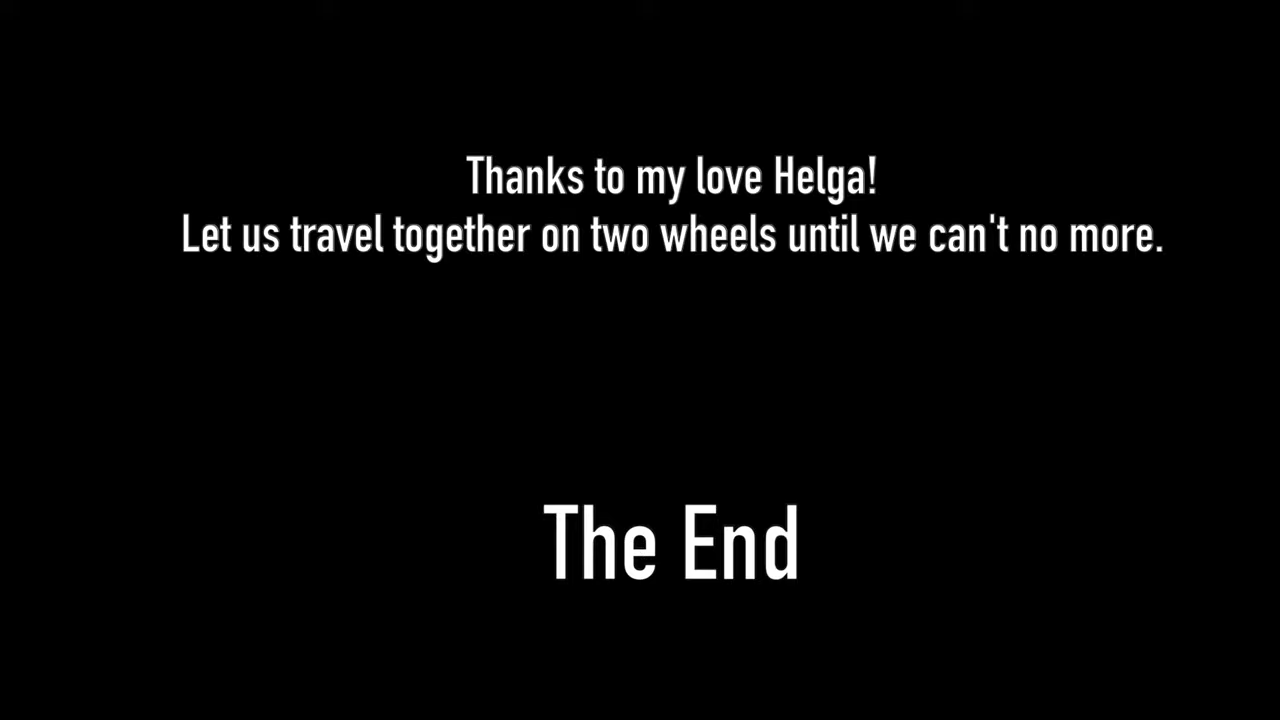 Thanks to my love Helga!
Let us travel together on two wheels until we can't no more.
The End